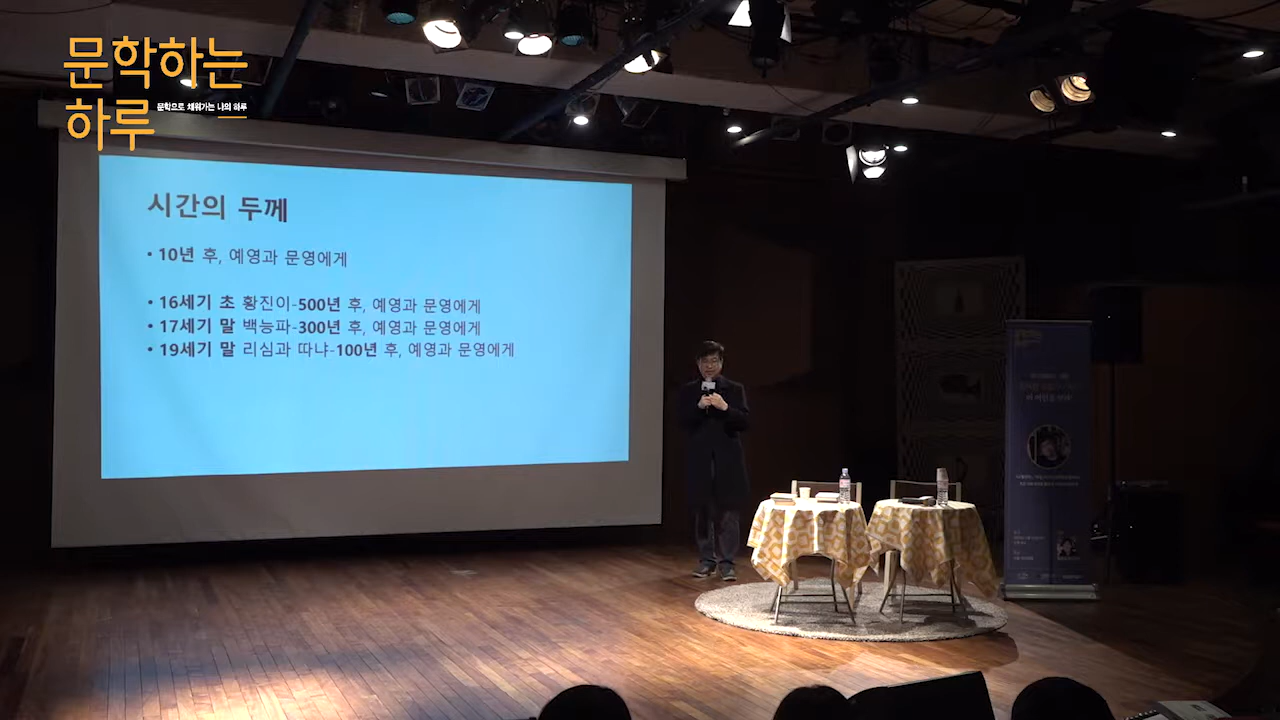 문학하는
하루
문학으로 채워가는 나의 하루
시간의 두께
• 10년 후, 예영과 문영에게
• 16세기 초 황진이-500년 후, 예영과 문영에게
• 17세기 말 백능파-300년 후, 예영과 문영에게
• 19세기 말 리심과 따냐-100년 후, 예영과 문영에게